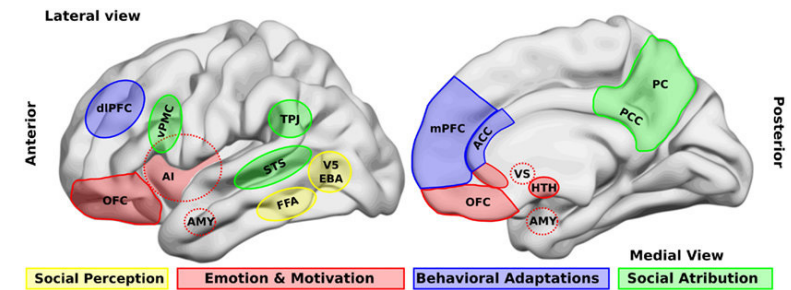 Lateral view
Anterior
dlPFC
vPMC
TPJ
AI
STS
V5
EBA
OFC
AMY
FFA
mPFC
ACC
PC
PCC
VS
HTH
OFC
AMY
Posterior
Medial View
Social Perception
Emotion & Motivation
Behavioral Adaptations
Social Atribution